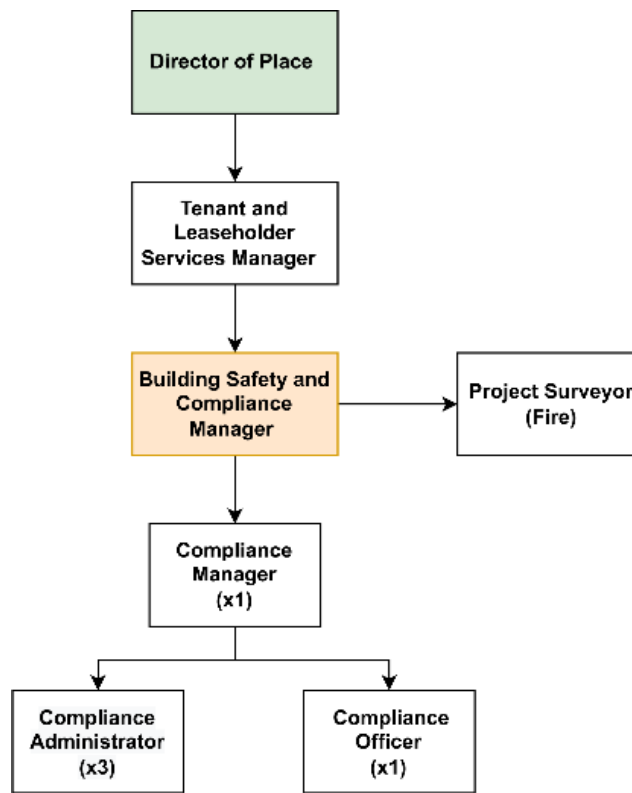 Director of Place
Tenant and
Leaseholder
Services Manager
Building Safety and
Compliance
Manager
Project Surveyor
(Fire)
Compliance
Manager
(x1)
Compliance
Administrator
(x3)
Compliance
Officer
(x1)